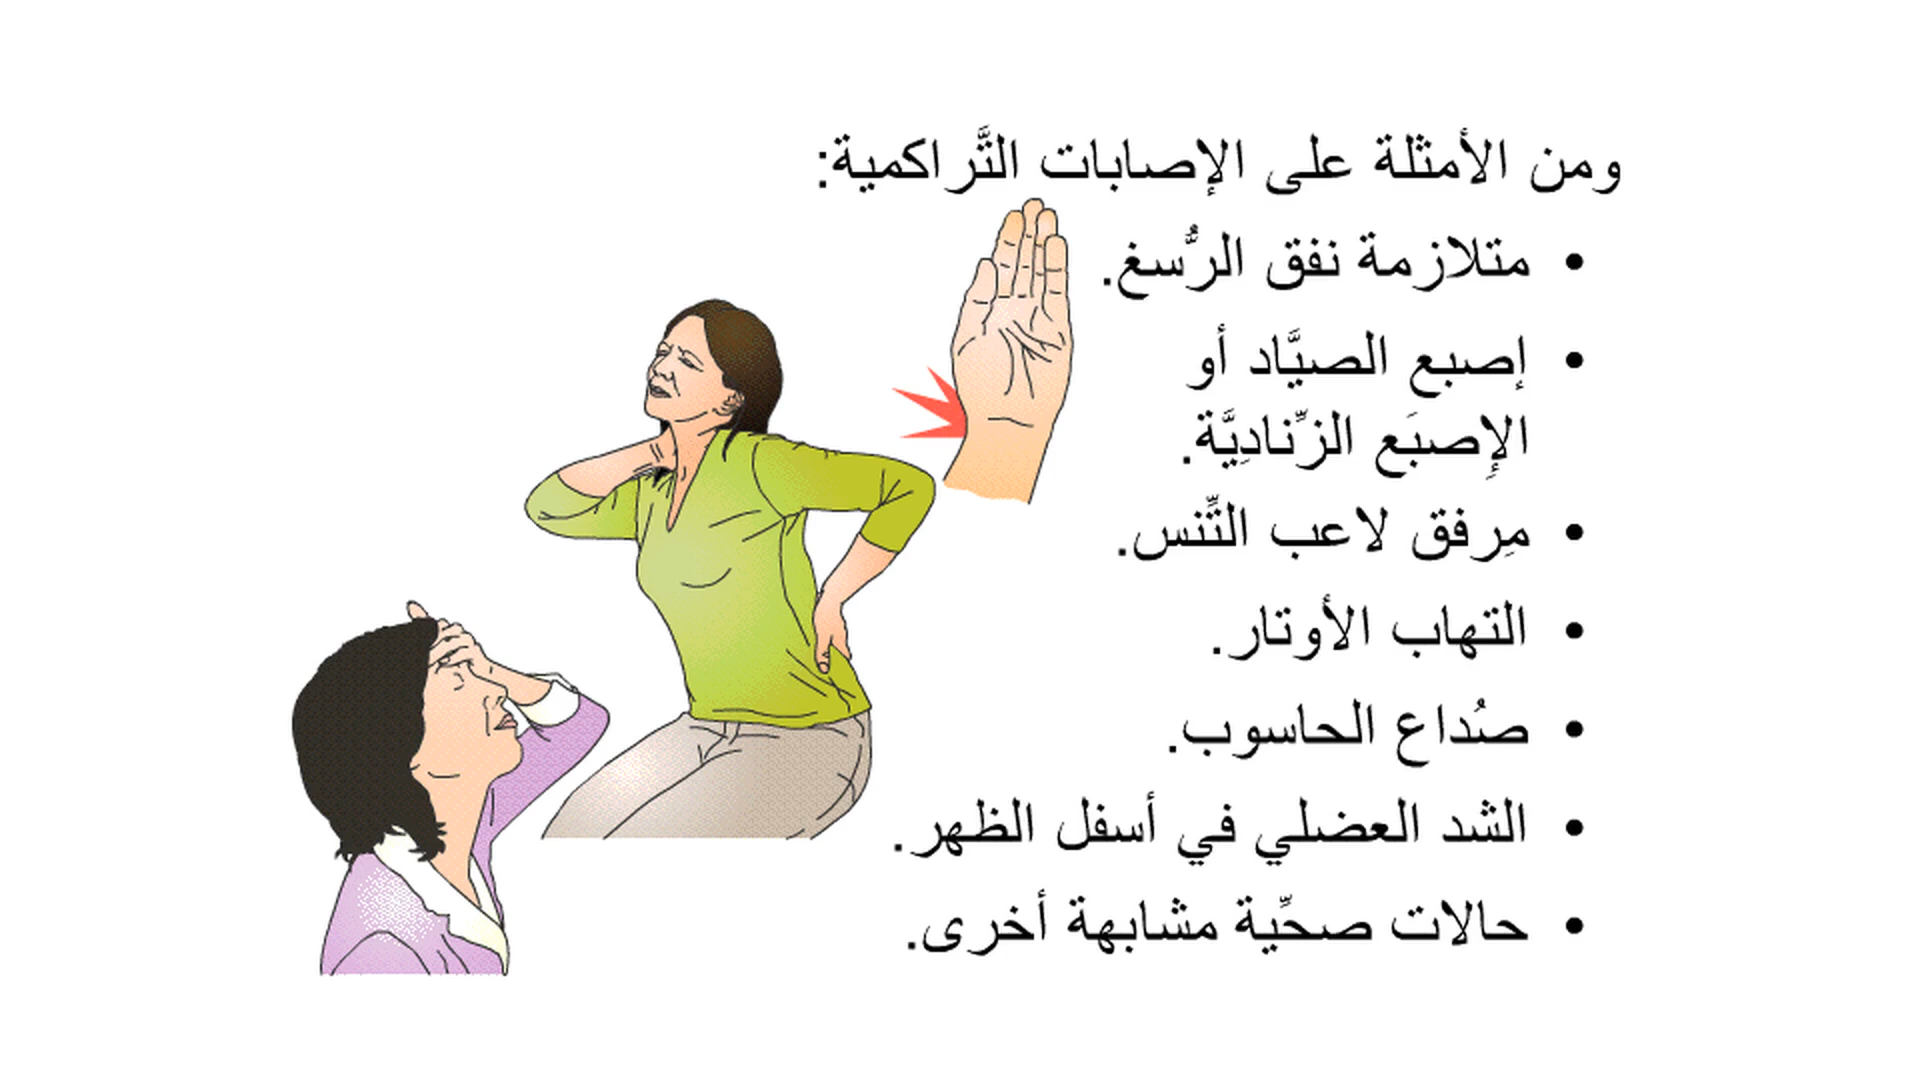 ومن الأمثلة على الإصابات التَّراكمية:
• متلازمة نفق الرُّسغ.
• إصبع الصيَّاد أو
الإِصبَع الزِّنادِيَّة.
• مِرفق لاعب التِّنس.
• التهاب الأوتار.
• صُداع الحاسوب.
• الشد العضلي في أسفل الظهر.
• حالات صحِّية مشابهة أخرى.